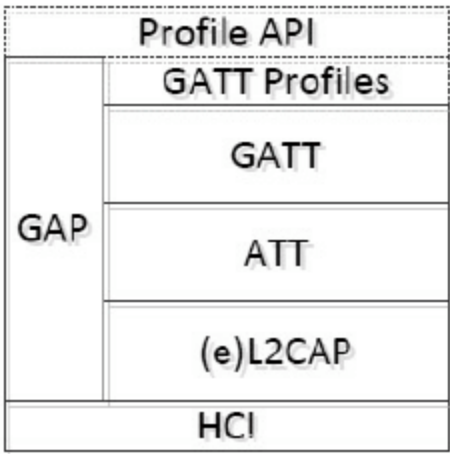 Profile API
GATT Profiles
GATT
GAP
ATT
(e)L2CAP
HCI